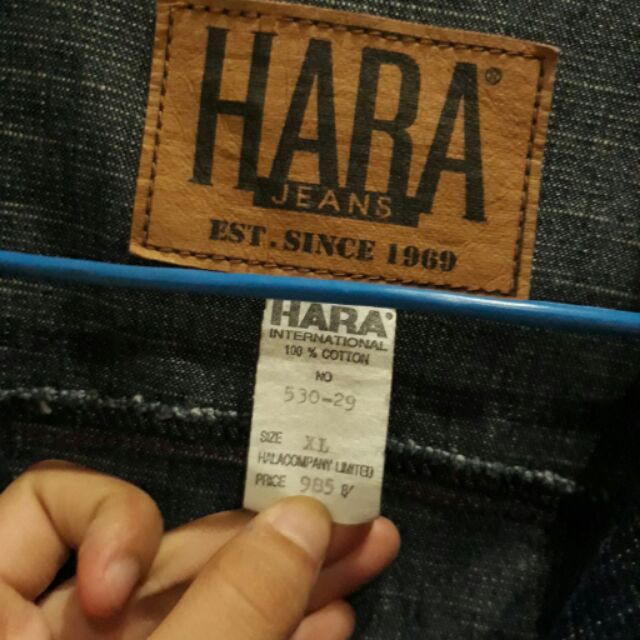 HARA®
JEANS
EST. SINCE 1969
HARA®
INTERNATIONAL
100 % COTTON
NO
530-29
SIZE XL
HALACOMPANY LIMITED
PRICE 985